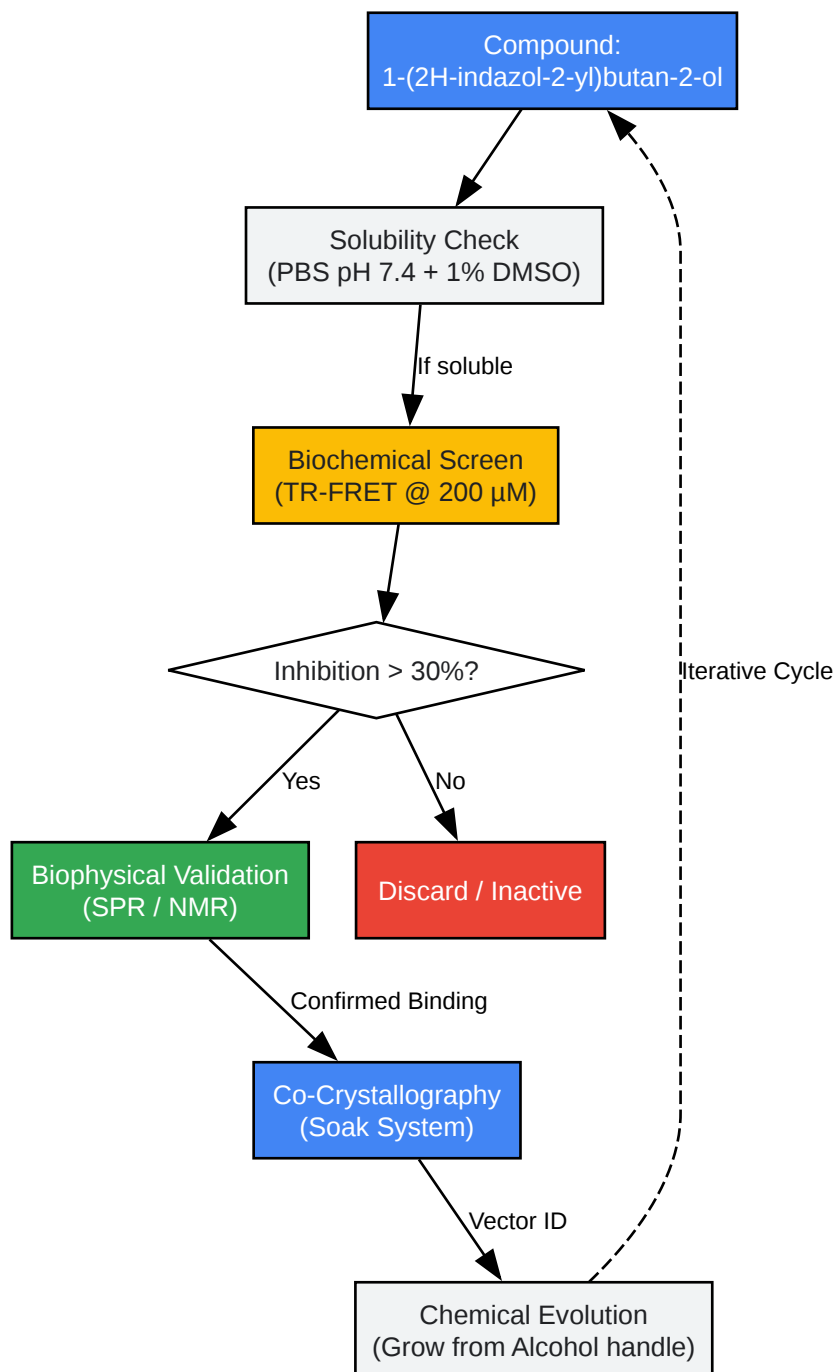 Compound:
1-(2H-indazol-2-yl)butan-2-ol
Solubility Check
(PBS pH 7.4 + 1% DMSO)
If soluble
Biochemical Screen
(TR-FRET @ 200 µM)
Inhibition > 30%?
Iterative Cycle
Yes
No
Biophysical Validation
(SPR / NMR)
Discard / Inactive
Confirmed Binding
Co-Crystallography
(Soak System)
Vector ID
Chemical Evolution
(Grow from Alcohol handle)